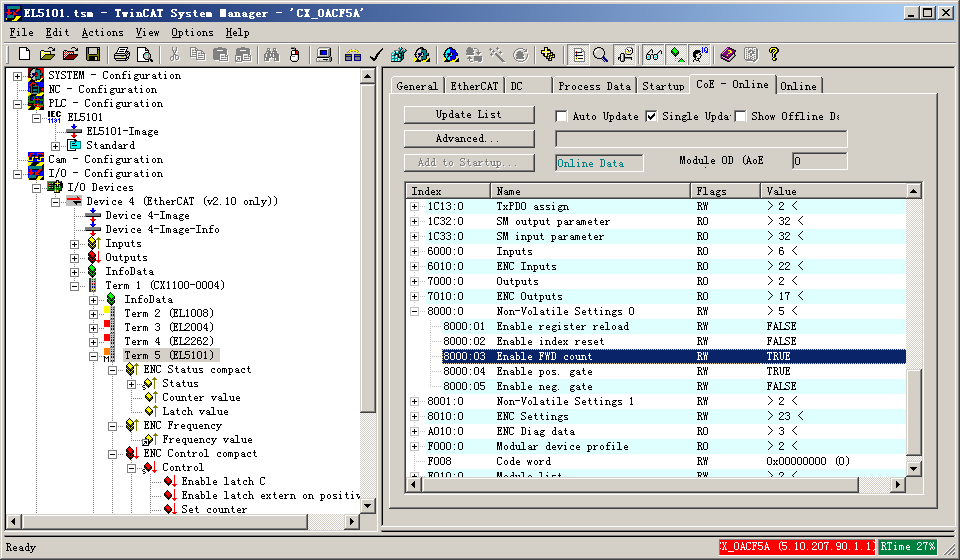 EL5101.tsm - TwinCAT System Manager - 'CX_0ACF5A'
File Edit Actions View Options Help
SYSTEM - Configuration
NC - Configuration
PLC - Configuration
IEC 1131 EL5101
EL5101-Image
Standard
Cam - Configuration
I/O - Configuration
I/O Devices
Device 4 (EtherCAT (v2.10 only))
Device 4-Image
Device 4-Image-Info
Inputs
Outputs
InfoData
Term 1 (CX1100-0004)
InfoData
Term 2 (EL1008)
Term 3 (EL2004)
Term 4 (EL2262)
Term 5 (EL5101)
ENC Status compact
Status
Counter value
Latch value
ENC Frequency
Frequency value
ENC Control compact
Control
Enable latch C
Enable latch extern on positiv
Set counter
General EtherCAT DC Process Data Startup CoE - Online Online
Update List Auto Update Single Upda Show Offline Da
Advanced...
Add to Startup... Online Data Module OD (AoE 0
Index Name Flags Value
1C13:0 TxPDO assign RW > 2 <
1C32:0 SM output parameter RO > 32 <
1C33:0 SM input parameter RO > 32 <
6000:0 Inputs RO > 6 <
6010:0 ENC Inputs RO > 22 <
7000:0 Outputs RO > 2 <
7010:0 ENC Outputs RO > 17 <
8000:0 Non-Volatile Settings 0 RW > 5 <
8000:01 Enable register reload RW FALSE
8000:02 Enable index reset RW FALSE
8000:03 Enable FWD count RW TRUE
8000:04 Enable pos. gate RW TRUE
8000:05 Enable neg. gate RW FALSE
8001:0 Non-Volatile Settings 1 RW > 2 <
8010:0 ENC Settings RW > 23 <
A010:0 ENC Diag data RO > 3 <
F000:0 Modular device profile RO > 2 <
F008 Code word RW 0x00000000 (0)
F010:0 Module list RW > 2 <
Ready CX_0ACF5A (5.10.207.90.1.1) RTime 27%